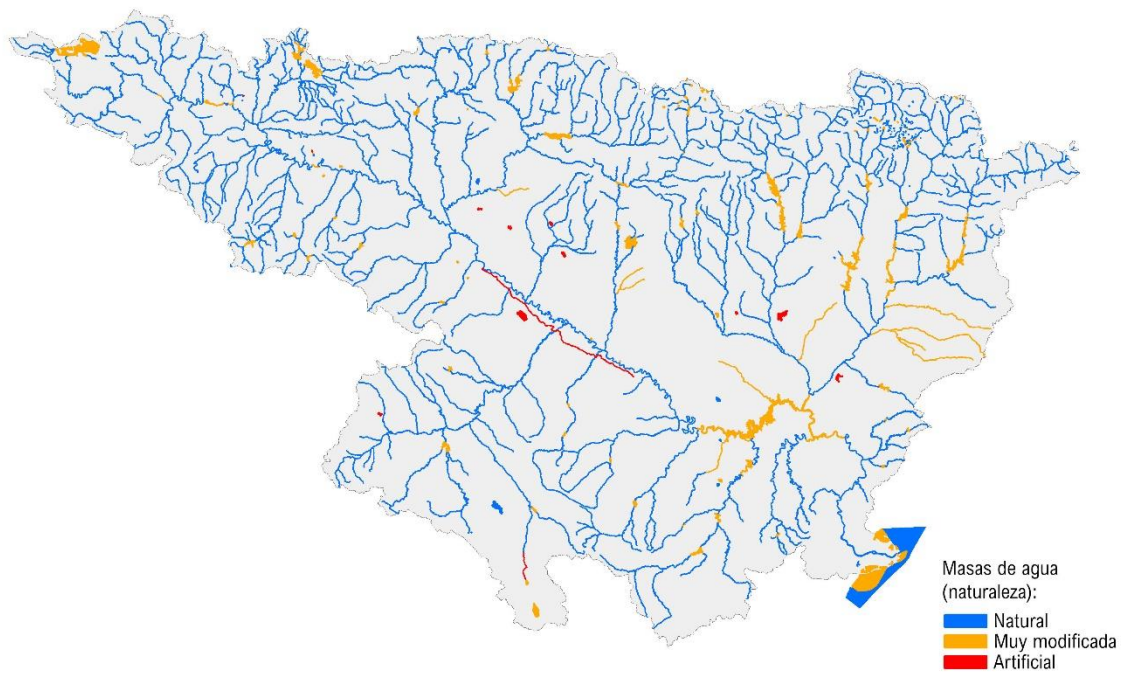 Masas de agua
(naturaleza):
Natural
Muy modificada
Artificial